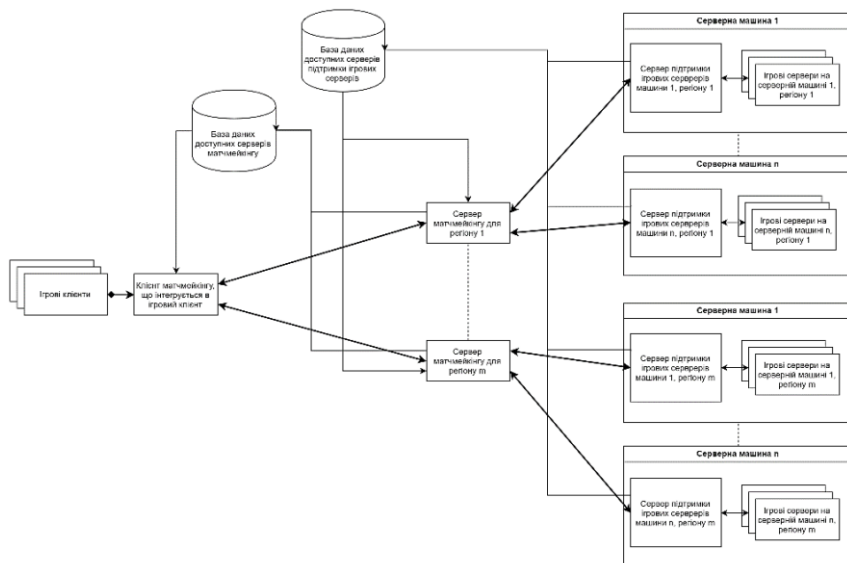 База даних
доступних серверів
підтримки ігрових
серверів
База даних
доступних серверів
матчмейкінгу
Ігрові клієнти
Клієнт матчмейкінгу,
що інтегрується в
ігровий клієнт
Сервер
матчмейкінгу для
регіону 1
Сервер
матчмейкінгу для
регіону m
Серверна машина 1
Сервер підтримки
ігрових сервререів
машини 1, регіону 1
Ігрові сервери на
серверній машині 1,
регіону 1
Серверна машина n
Сервер підтримки
ігрових сервререів
машини n, регіону 1
Ігрові сервери на
серверній машині n,
регіону 1
Серверна машина 1
Сервер підтримки
ігрових сервререів
машини 1, регіону m
Ігрові сервери на
серверній машині 1,
регіону m
Серверна машина n
Сервер підтримки
ігрових сервререів
машини n, регіону m
Ігрові сервери на
серверній машині n,
регіону m